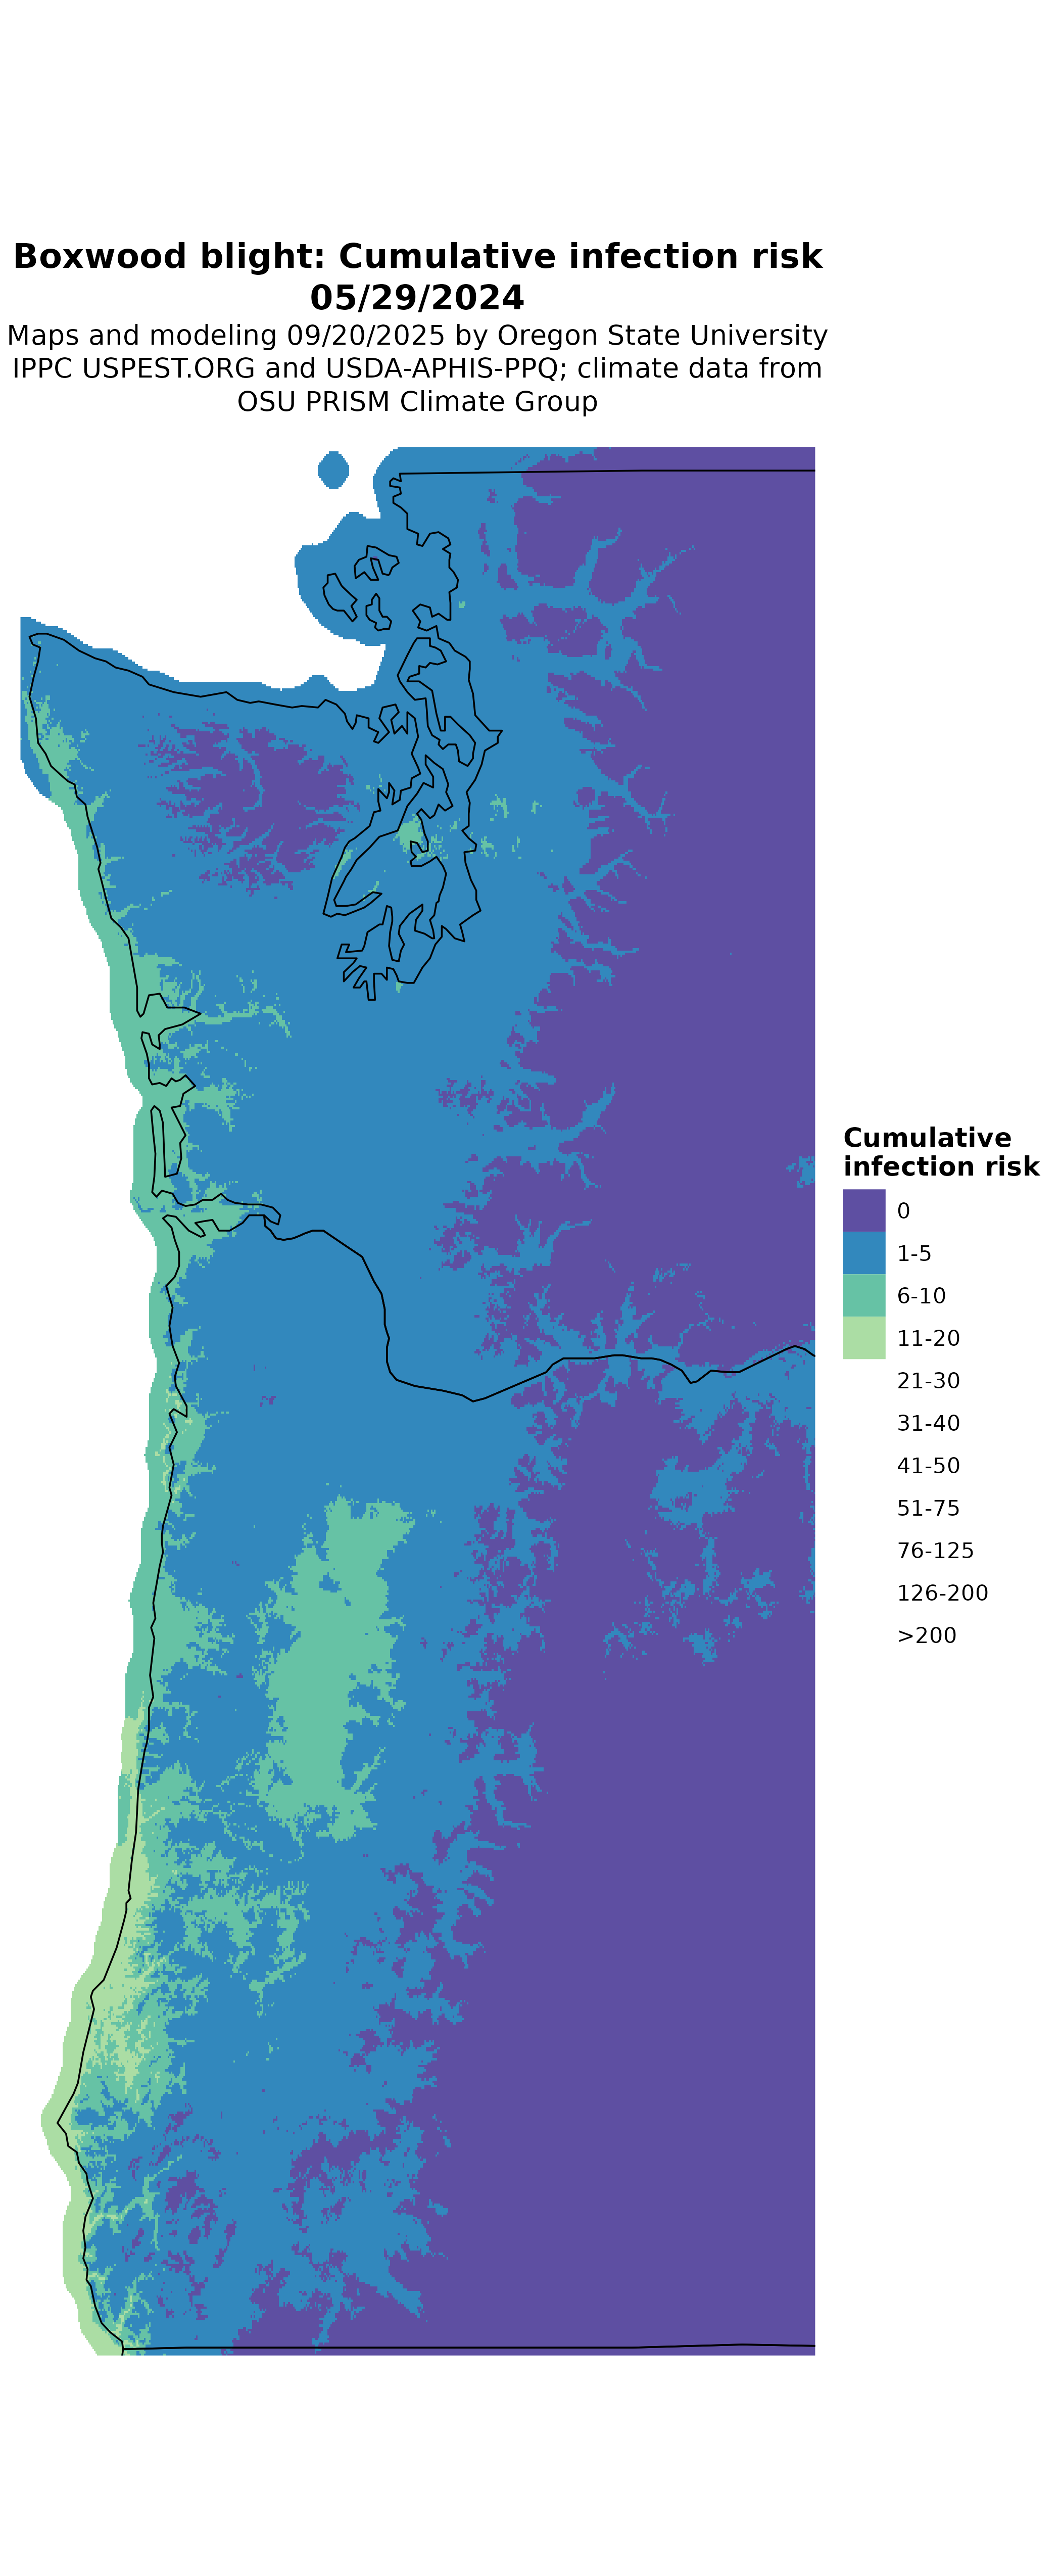 Boxwood blight: Cumulative infection risk
05/29/2024
Maps and modeling 09/20/2025 by Oregon State University
IPPC USPEST.ORG and USDA-APHIS-PPQ; climate data from
OSU PRISM Climate Group
Cumulative
infection risk
0
1-5
6-10
11-20
21-30
31-40
41-50
51-75
76-125
126-200
>200